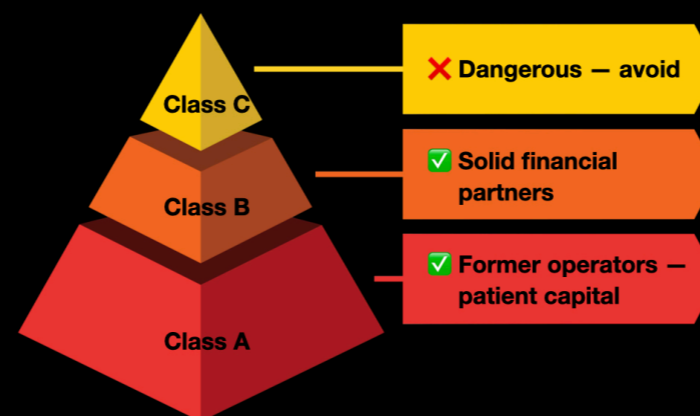 Class C
❌ Dangerous — avoid
Class B
✅ Solid financial
partners
Class A
✅ Former operators —
patient capital